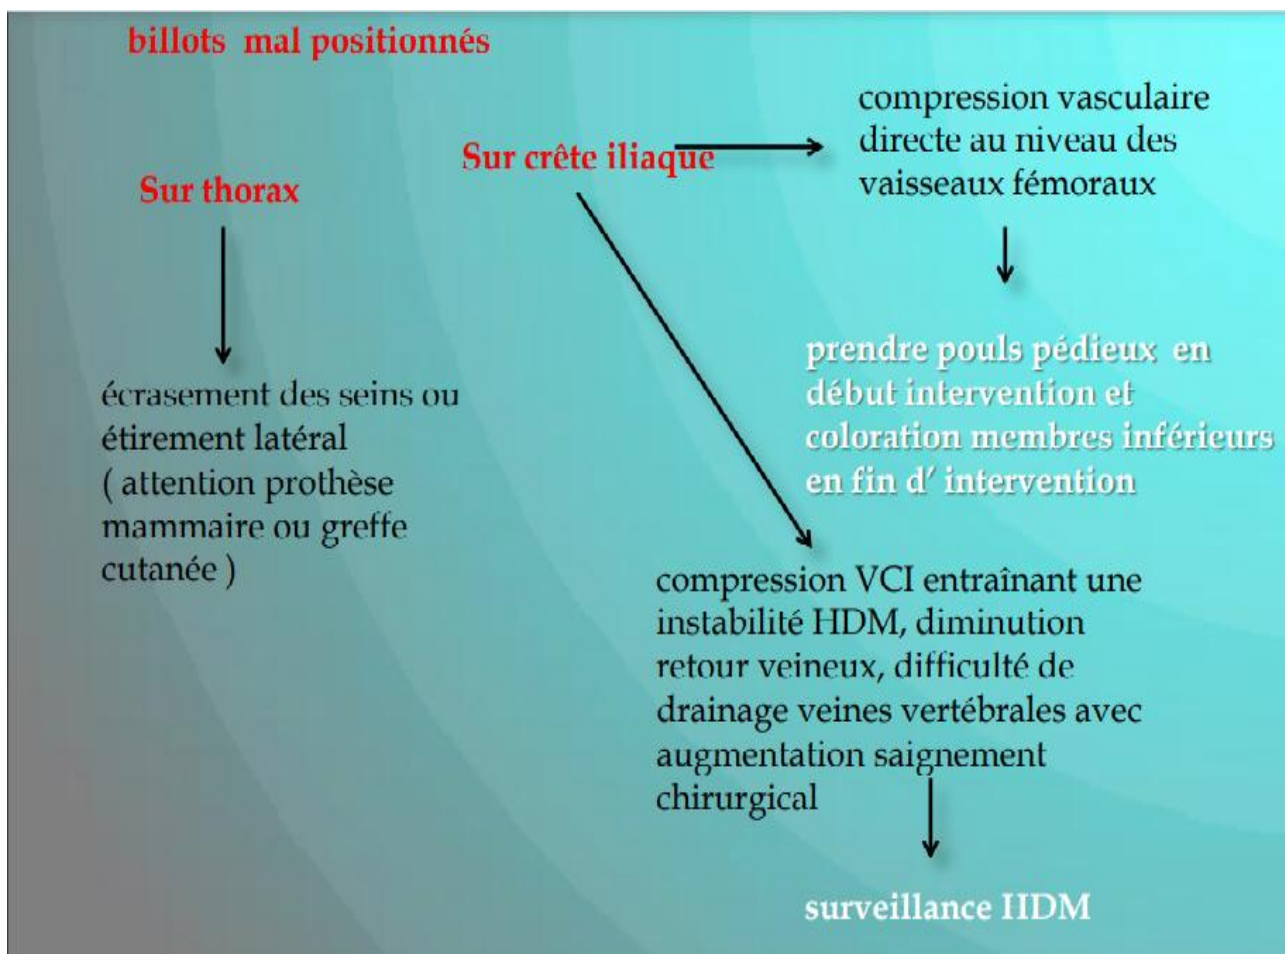 billots mal positionnés
Sur thorax
écrasement des seins ou
étirement latéral
( attention prothèse
mammaire ou greffe
cutanée )
Sur crête iliaque
compression vasculaire
directe au niveau des
vaisseaux fémoraux
prendre pouls pédieux en
début intervention et
coloration membres inférieurs
en fin d' intervention
compression VCI entraînant une
instabilité HDM, diminution
retour veineux, difficulté de
drainage veines vertébrales avec
augmentation saignement
chirurgical
surveillance HDM